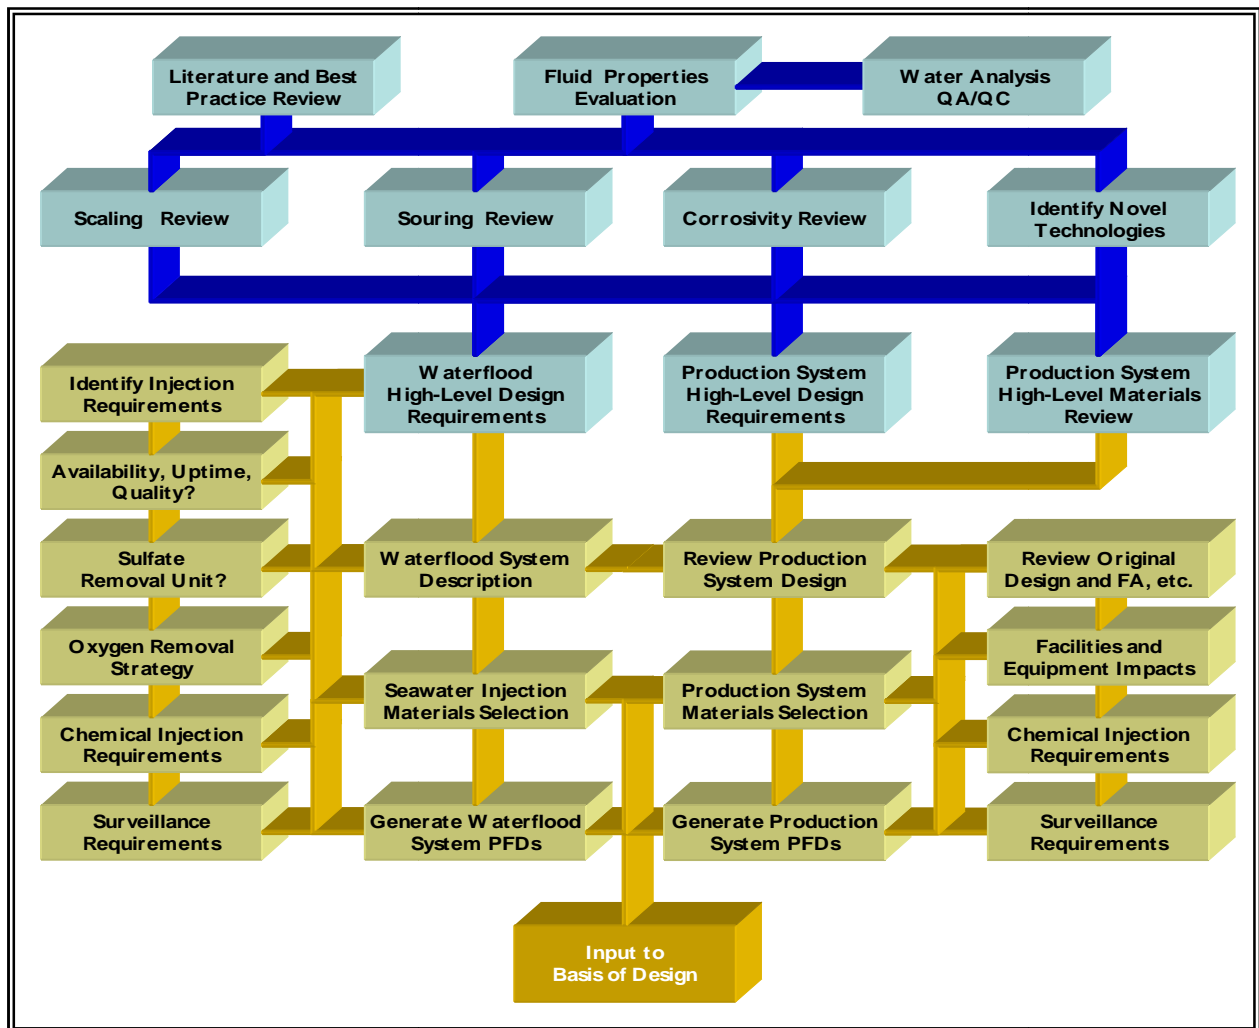 Literature and Best
Practice Review
Fluid Properties
Evaluation
Water Analysis
QA/QC
Scaling Review
Souring Review
Corrosivity Review
Identify Novel
Technologies
Identify Injection
Requirements
Waterflood
High-Level Design
Requirements
Production System
High-Level Design
Requirements
Production System
High-Level Materials
Review
Availability, Uptime,
Quality?
Sulfate
Removal Unit?
Waterflood System
Description
Review Production
System Design
Review Original
Design and FA, etc.
Oxygen Removal
Strategy
Facilities and
Equipment Impacts
Seawater Injection
Materials Selection
Production System
Materials Selection
Chemical Injection
Requirements
Chemical Injection
Requirements
Surveillance
Requirements
Generate Waterflood
System PFDs
Generate Production
System PFDs
Surveillance
Requirements
Input to
Basis of Design